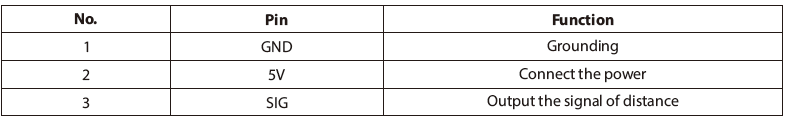 No. Pin Function
1 GND Grounding
2 5V Connect the power
3 SIG Output the signal of distance